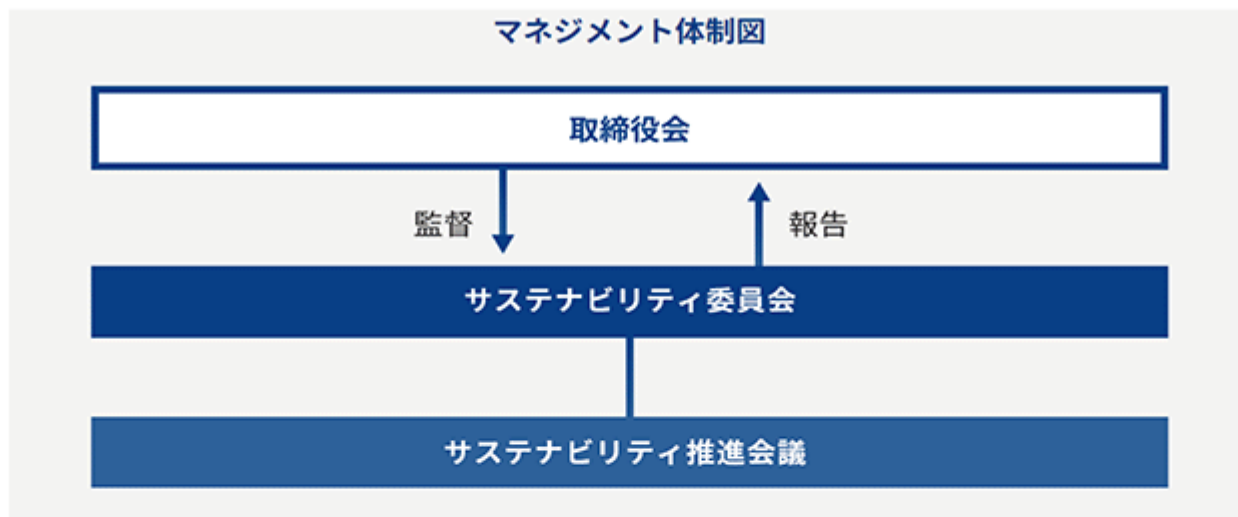 マネジメント体制図
取締役会
監督
報告
サステナビリティ委員会
サステナビリティ推進会議